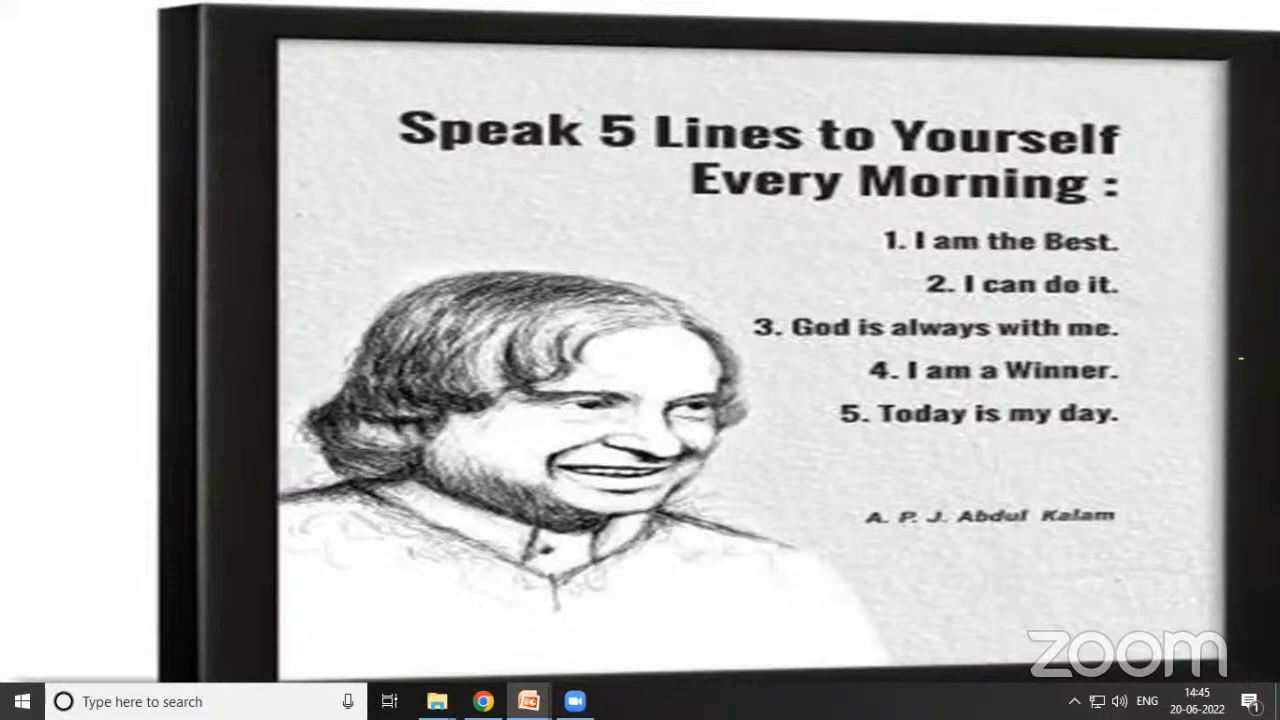 Speak 5 Lines to Yourself
Every Morning :
1. I am the Best.
2. I can do it.
3. God is always with me.
4. I am a Winner.
5. Today is my day.
A. P. J. Abdul Kalam
zoom
Type here to search
ENG
14:45
20-06-2022
1